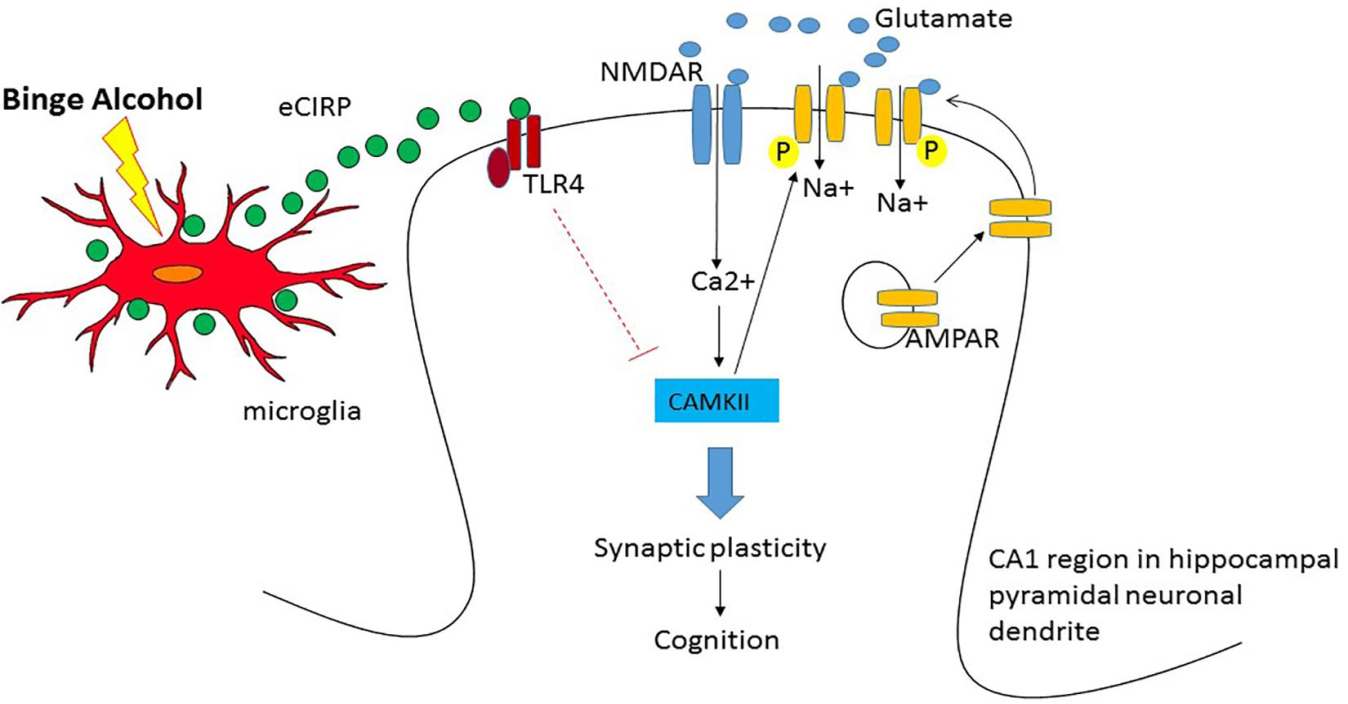 Glutamate
NMDAR
Binge Alcohol
eCIRP
P
P
TLR4
Na+
Na+
Ca2+
AMPAR
CAMKII
microglia
Synaptic plasticity
CA1 region in hippocampal
pyramidal neuronal
dendrite
Cognition